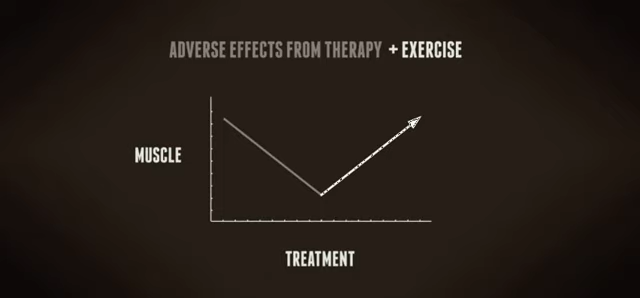 ADVERSE EFFECTS FROM THERAPY + EXERCISE
MUSCLE
TREATMENT